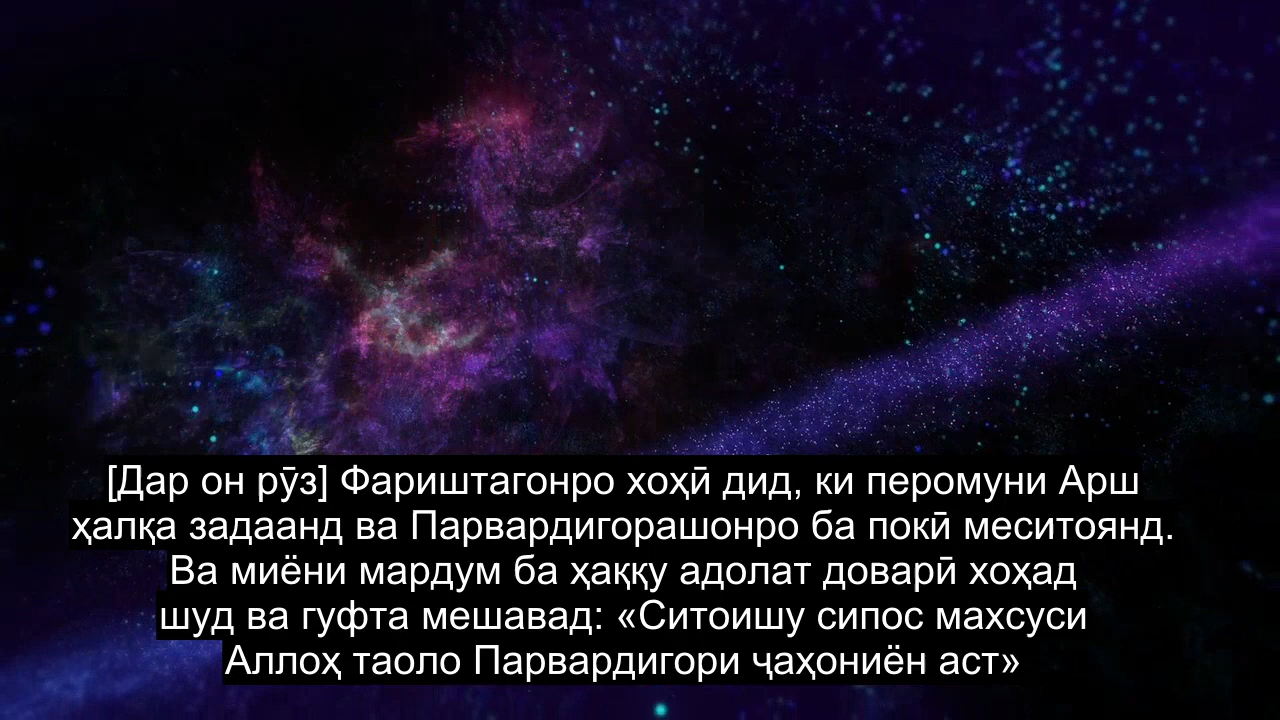 [Дар он рӯз] Фариштагонро хоҳӣ дид, ки перомуни Арш
ҳалқа задаанд ва Парвардигорашонро ба покӣ меситоянд.
Ва миёни мардум ба ҳаққу адолат доварӣ хоҳад
шуд ва гуфта мешавад: «Ситоишу сипос махсуси
Аллоҳ таоло Парвардигори ҷаҳониён аст»